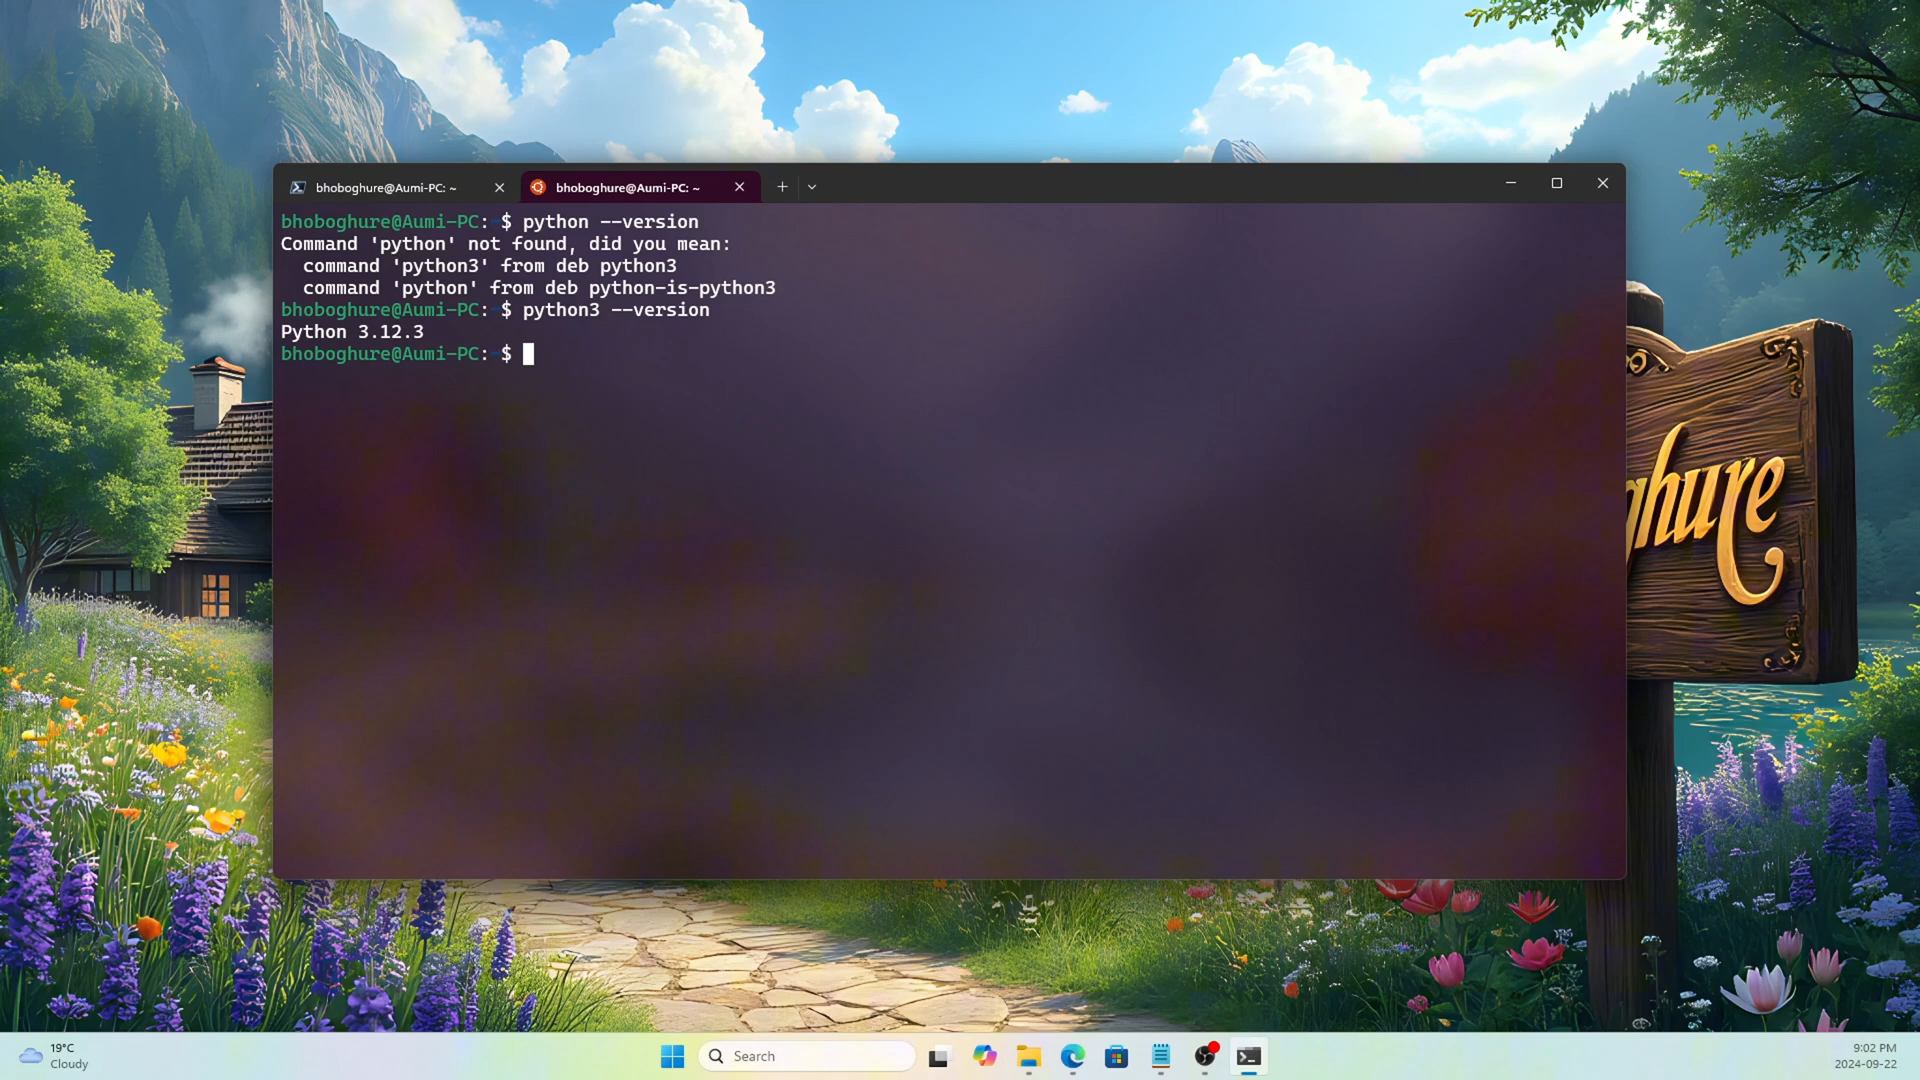 bhoboghure@Aumi-PC: ~
bhoboghure@Aumi-PC: ~
bhoboghure@Aumi-PC:~$ python --version
Command 'python' not found, did you mean:
command 'python3' from deb python3
command 'python' from deb python-is-python3
bhoboghure@Aumi-PC:~$ python3 --version
Python 3.12.3
bhoboghure@Aumi-PC:~$
ghure
19°C
Cloudy
Search
9:02 PM
2024-09-22